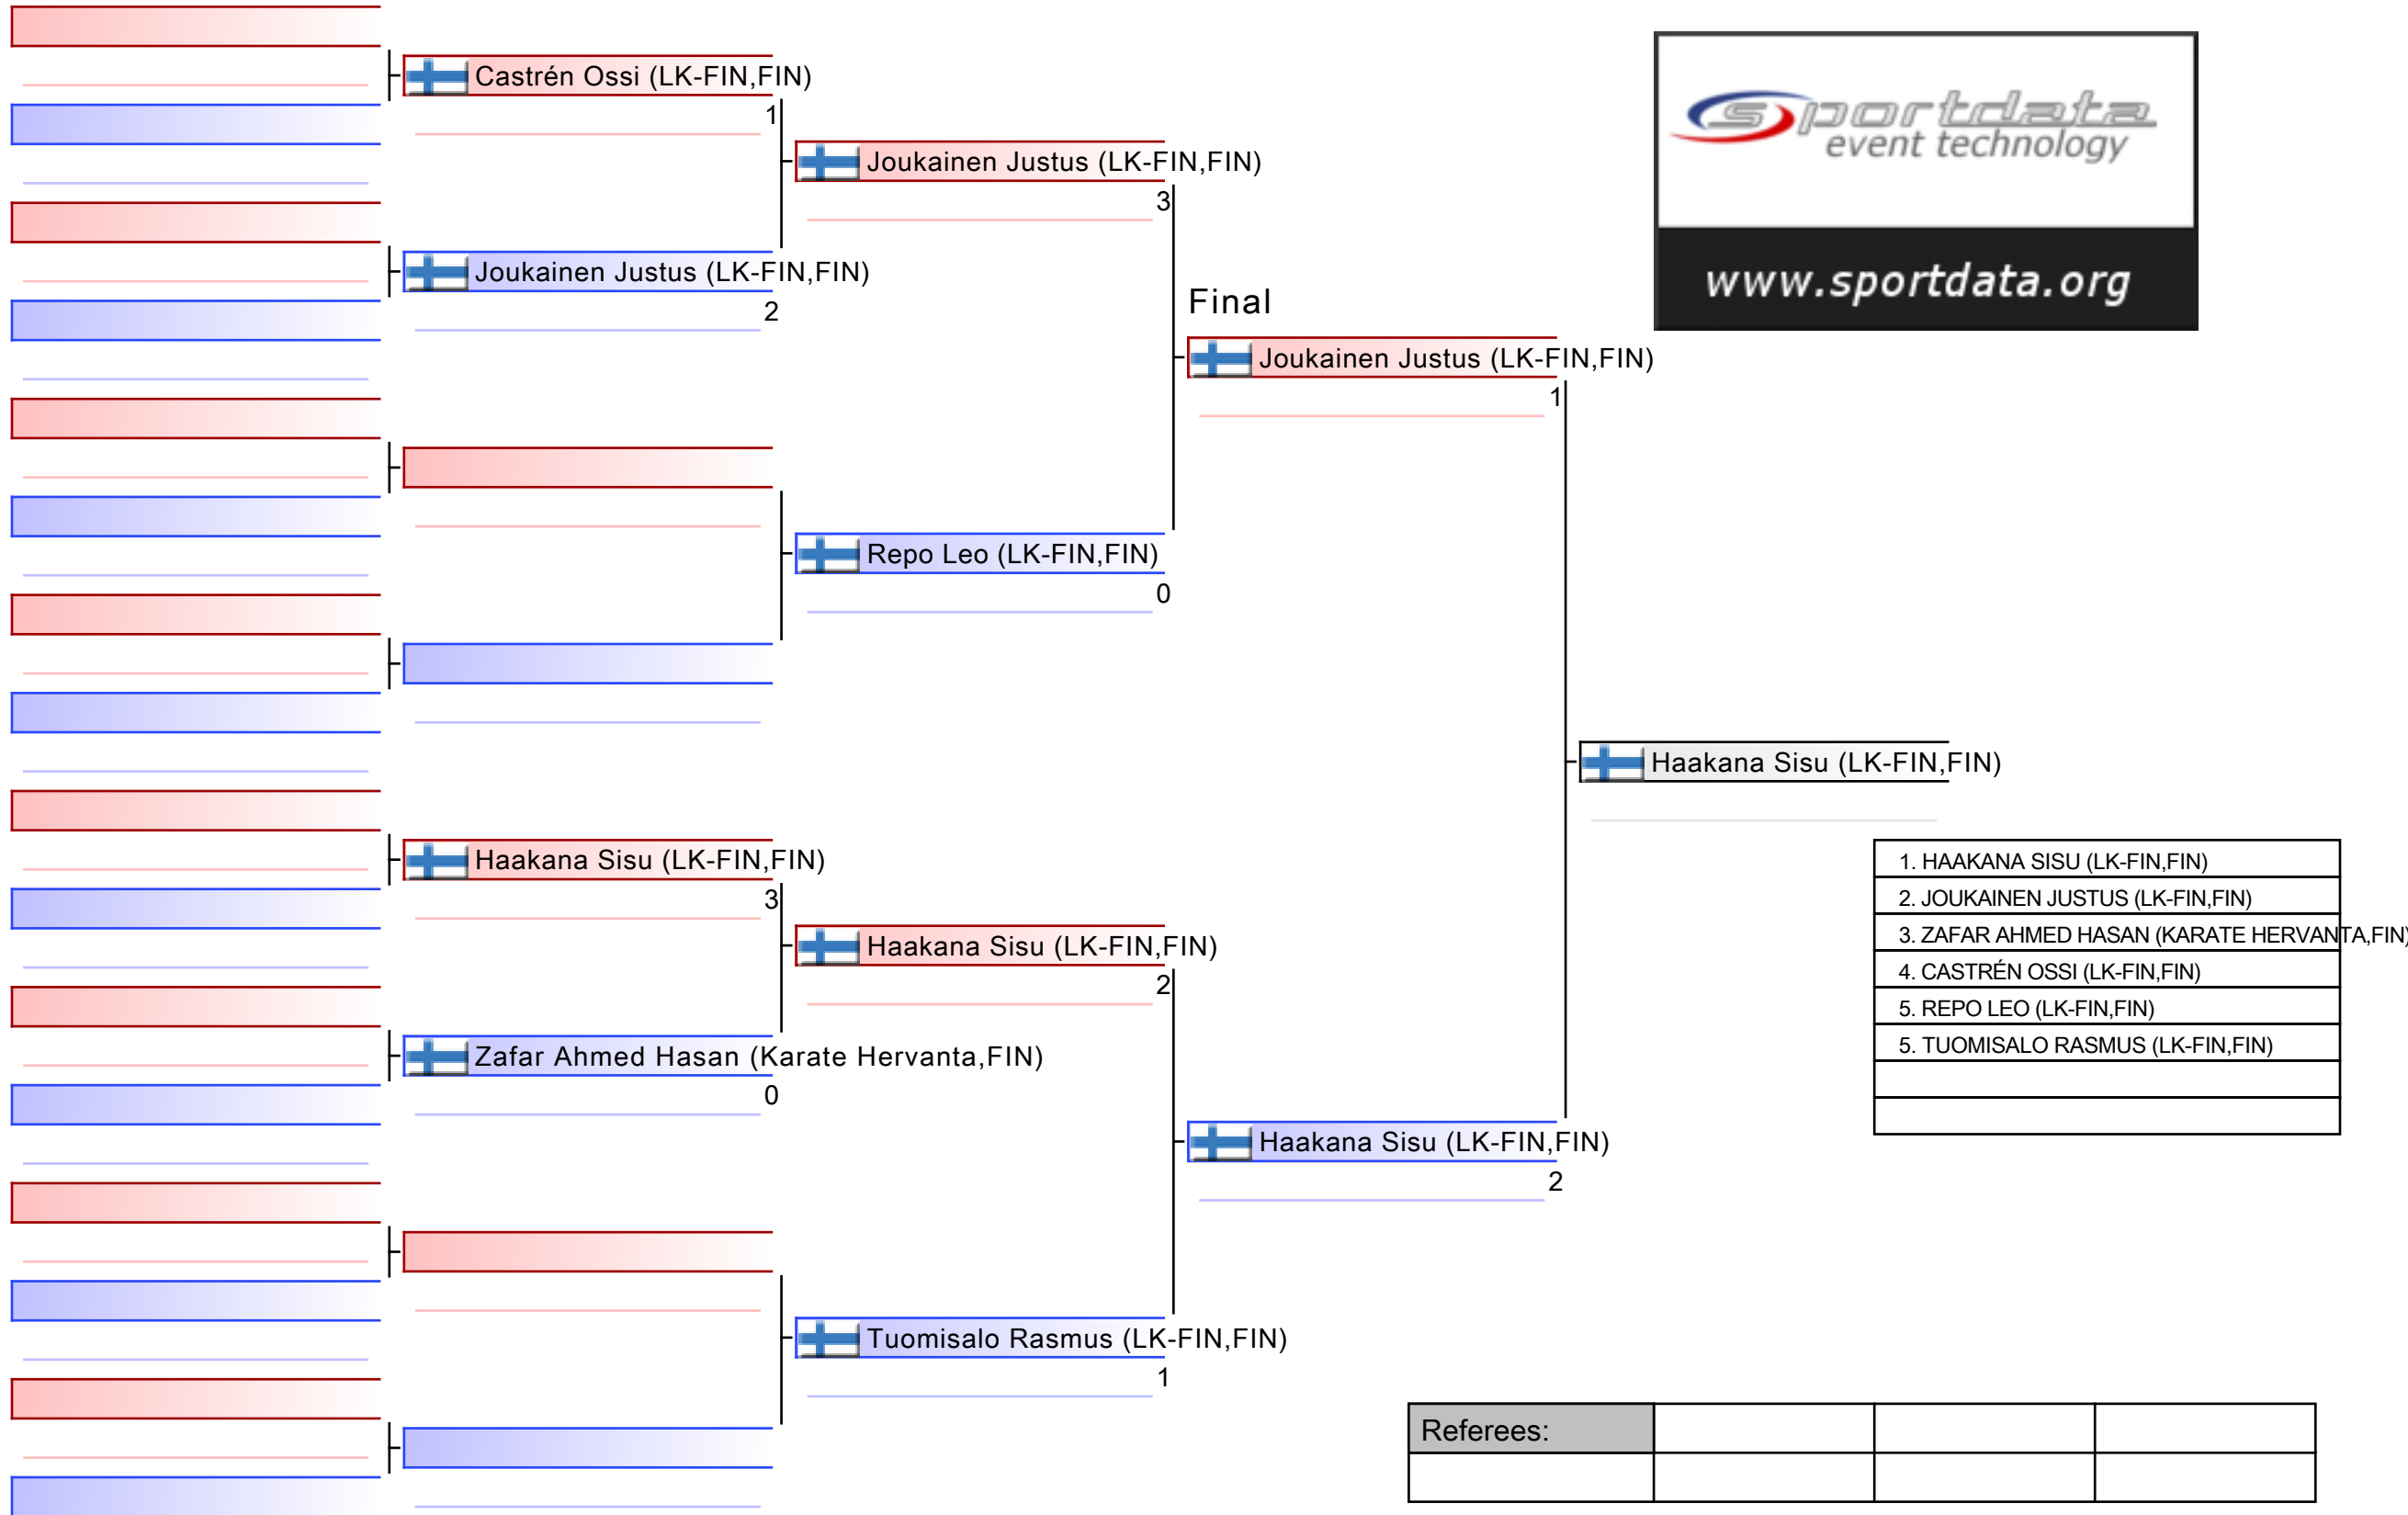 Castrén Ossi (LK-FIN,FIN)
1
Joukainen Justus (LK-FIN,FIN)
2
Joukainen Justus (LK-FIN,FIN)
3
Repo Leo (LK-FIN,FIN)
0
Final
Joukainen Justus (LK-FIN,FIN)
1
Haakana Sisu (LK-FIN,FIN)
3
Zafar Ahmed Hasan (Karate Hervanta,FIN)
0
Haakana Sisu (LK-FIN,FIN)
2
Tuomisalo Rasmus (LK-FIN,FIN)
1
Haakana Sisu (LK-FIN,FIN)
2
Haakana Sisu (LK-FIN,FIN)
sportdata
event technology
www.sportdata.org
1. HAAKANA SISU (LK-FIN,FIN)
2. JOUKAINEN JUSTUS (LK-FIN,FIN)
3. ZAFAR AHMED HASAN (KARATE HERVANTA,FIN)
4. CASTRÉN OSSI (LK-FIN,FIN)
5. REPO LEO (LK-FIN,FIN)
5. TUOMISALO RASMUS (LK-FIN,FIN)
Referees: